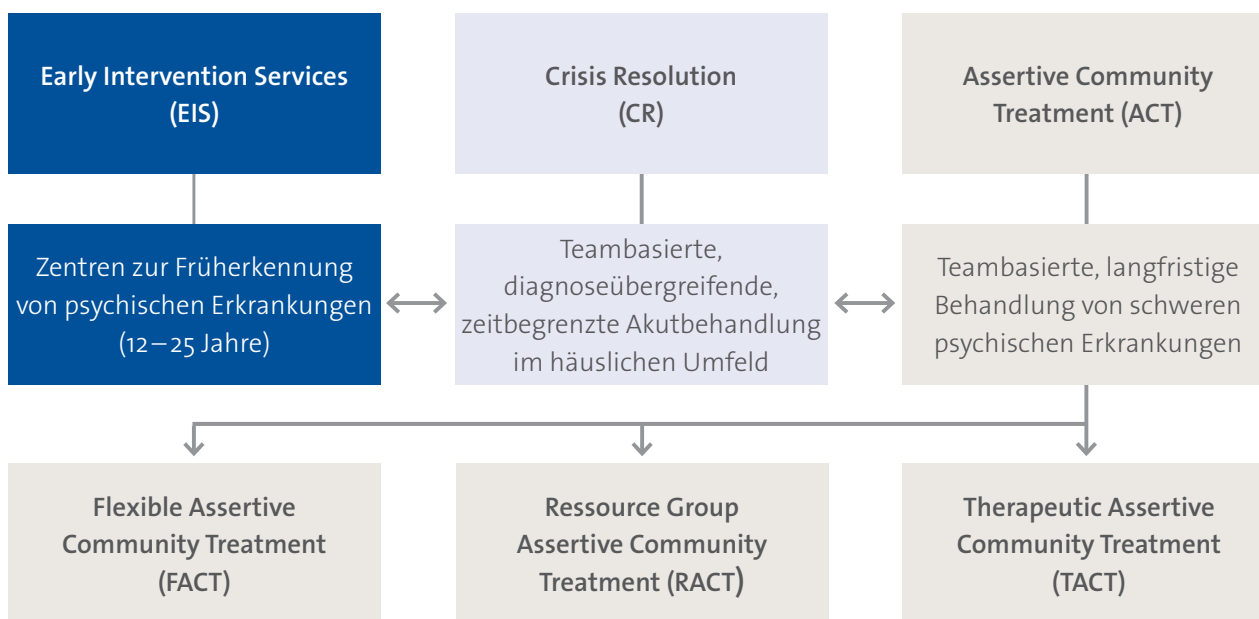 Early Intervention Services
(EIS)
Crisis Resolution
(CR)
Assertive Community
Treatment (ACT)
Zentren zur Früherkennung
von psychischen Erkrankungen
(12–25 Jahre)
Teambasierte,
diagnoseübergreifende,
zeitbegrenzte Akutbehandlung
im häuslichen Umfeld
Teambasierte, langfristige
Behandlung von schweren
psychischen Erkrankungen
Flexible Assertive
Community Treatment
(FACT)
Ressource Group
Assertive Community
Treatment (RACT)
Therapeutic Assertive
Community Treatment
(TACT)